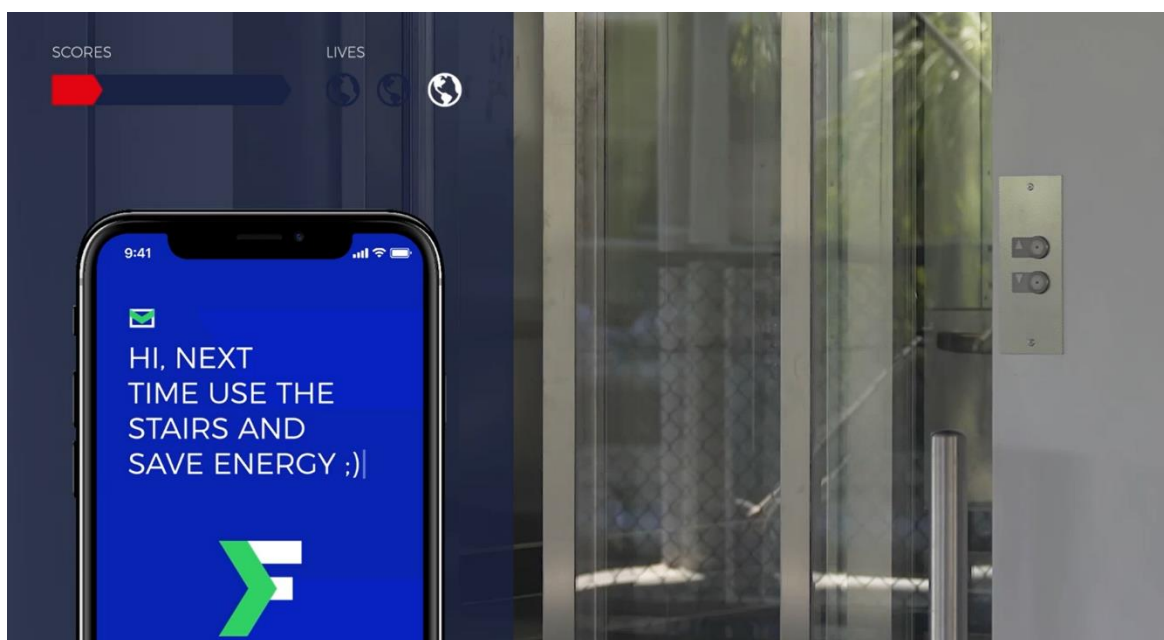 SCORES
LIVES
9:41
HI, NEXT
TIME USE THE
STAIRS AND
SAVE ENERGY ;)
F